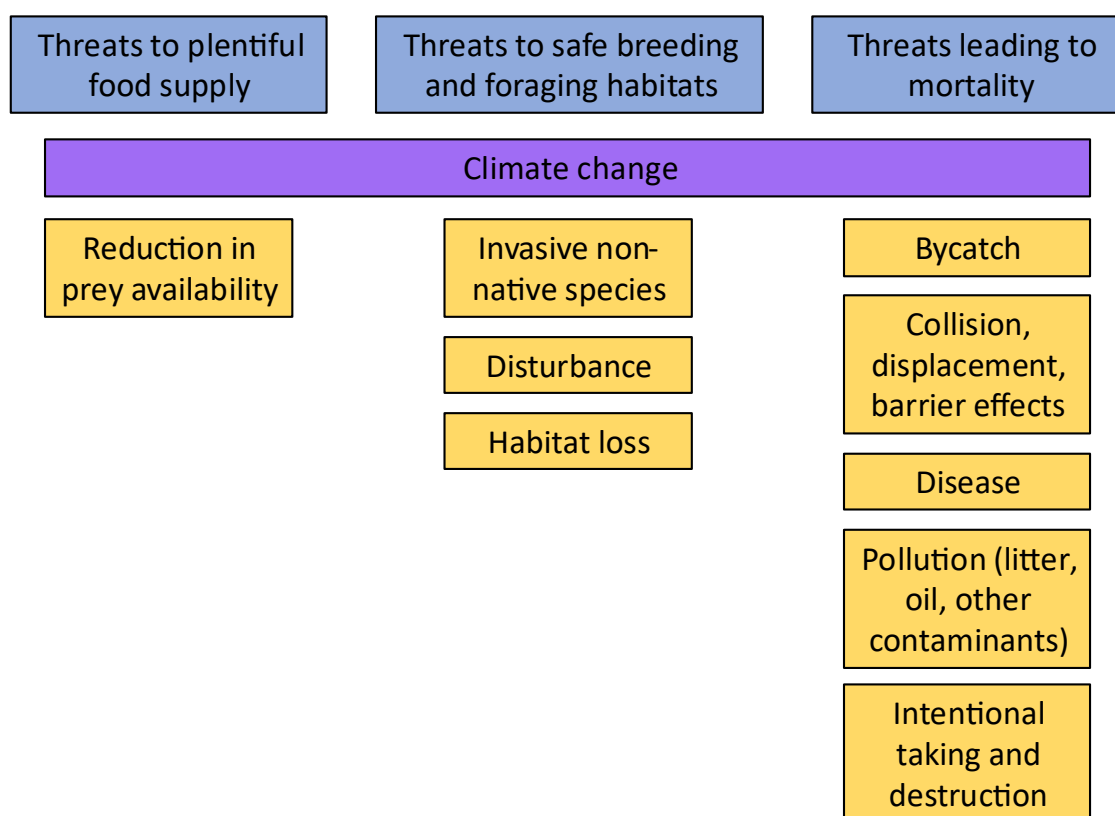 Threats to plentiful
food supply
Threats to safe breeding
and foraging habitats
Threats leading to
mortality
Climate change
Reduction in
prey availability
Invasive non-
native species
Disturbance
Habitat loss
Bycatch
Collision,
displacement,
barrier effects
Disease
Pollution (litter,
oil, other
contaminants)
Intentional
taking and
destruction